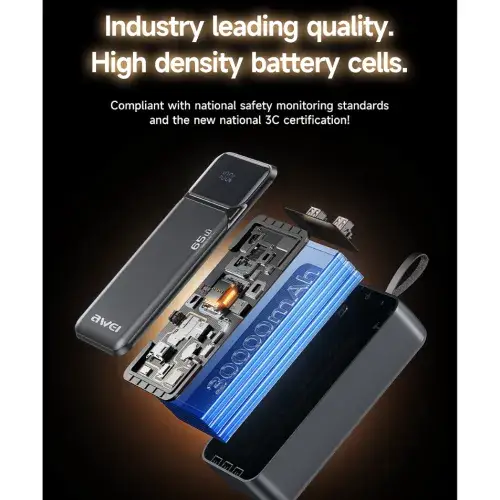 Industry leading quality.
High density battery cells.
Compliant with national safety monitoring standards
and the new national 3C certification!
65W
awei
30000mAh